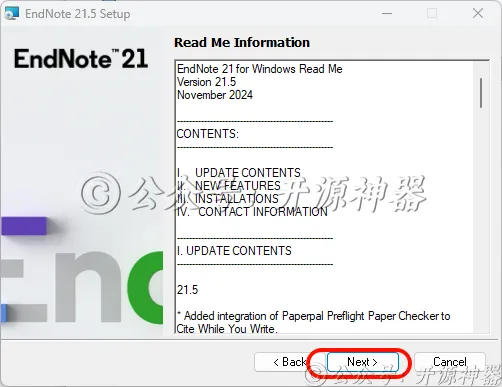 EndNote 21.5 Setup
EndNote™ 21
Read Me Information
EndNote 21 for Windows Read Me
Version 21.5
November 2024
------------------------------------------------------
CONTENTS:
------------------------------------------------------
I. UPDATE CONTENTS
II. NEW FEATURES
III. INSTALLATIONS
IV. CONTACT INFORMATION
公众号·开源神器
------------------------------------------------------
I. UPDATE CONTENTS
------------------------------------------------------
21.5
* Added integration of Paperpal Preflight Paper Checker to
Cite While You Write.
EndNo
< Back
Next >
Cancel
公众号·开源神器